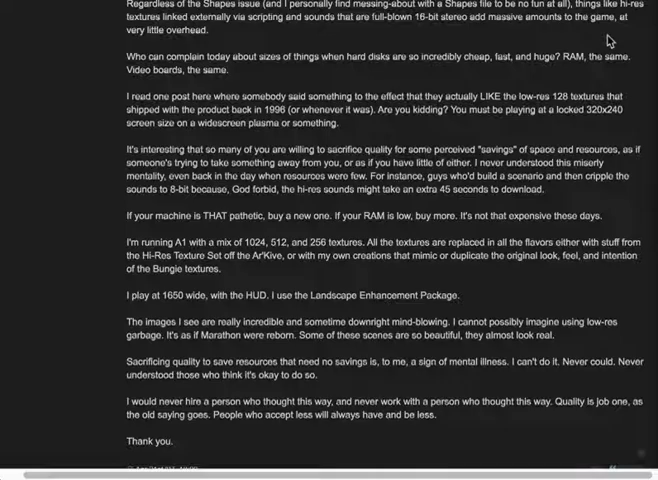 Regardless of the Shapes issue (and I personally find messing-about with a Shapes file to be no fun at all), things like hi-res
textures linked externally via scripting and sounds that are full-blown 16-bit stereo add massive amounts to the game, at
very little overhead.
Who can complain today about sizes of things when hard disks are so incredibly cheap, fast, and huge? RAM, the same.
Video boards, the same.
I read one post here where somebody said something to the effect that they actually LIKE the low-res 128 textures that
shipped with the product back in 1996 (or whenever it was). Are you kidding? You must be playing at a locked 320x240
screen size on a widescreen plasma or something.
It's interesting that so many of you are willing to sacrifice quality for some perceived "savings" of space and resources, as if
someone's trying to take something away from you, or as if you have little of either. I never understood this miserly
mentality, even back in the day when resources were few. For instance, guys who'd build a scenario and then cripple the
sounds to 8-bit because, God forbid, the hi-res sounds might take an extra 45 seconds to download.
If your machine is THAT pathetic, buy a new one. If your RAM is low, buy more. It's not that expensive these days.
I'm running A1 with a mix of 1024, 512, and 256 textures. All the textures are replaced in all the flavors either with stuff from
the Hi-Res Texture Set off the Ar'Kive, or with my own creations that mimic or duplicate the original look, feel, and intention
of the Bungie textures.
I play at 1650 wide, with the HUD. I use the Landscape Enhancement Package.
The images I see are really incredible and sometime downright mind-blowing. I cannot possibly imagine using low-res
garbage. It's as if Marathon were reborn. Some of these scenes are so beautiful, they almost look real.
Sacrificing quality to save resources that need no savings is, to me, a sign of mental illness. I can't do it. Never could. Never
understood those who think it's okay to do so.
I would never hire a person who thought this way, and never work with a person who thought this way. Quality is job one, as
the old saying goes. People who accept less will always have and be less.
Thank you.